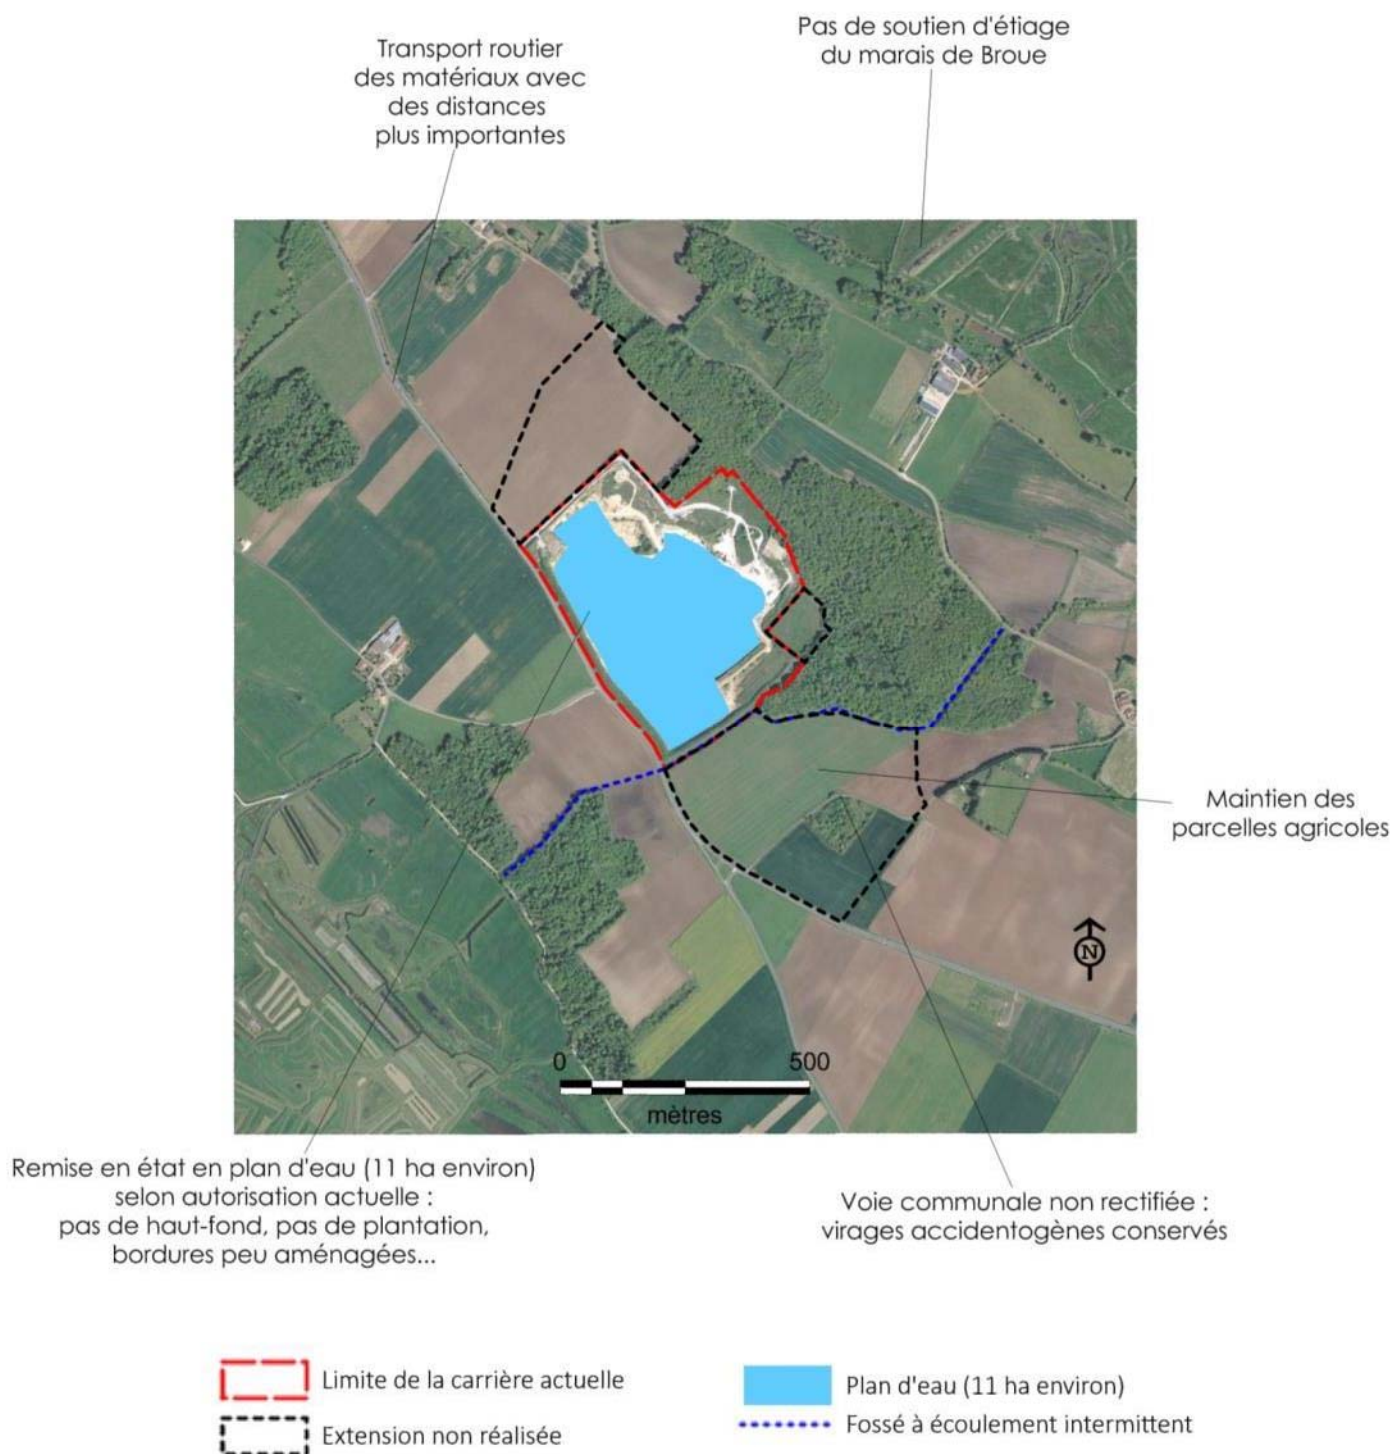 Pas de soutien d'étiage
du marais de Broue
Transport routier
des matériaux avec
des distances
plus importantes
Maintien des
parcelles agricoles
N
0 500
mètres
Remise en état en plan d'eau (11 ha environ)
selon autorisation actuelle :
pas de haut-fond, pas de plantation,
bordures peu aménagées...
Voie communale non rectifiée :
virages accidentogènes conservés
Limite de la carrière actuelle
Plan d'eau (11 ha environ)
Extension non réalisée
Fossé à écoulement intermittent